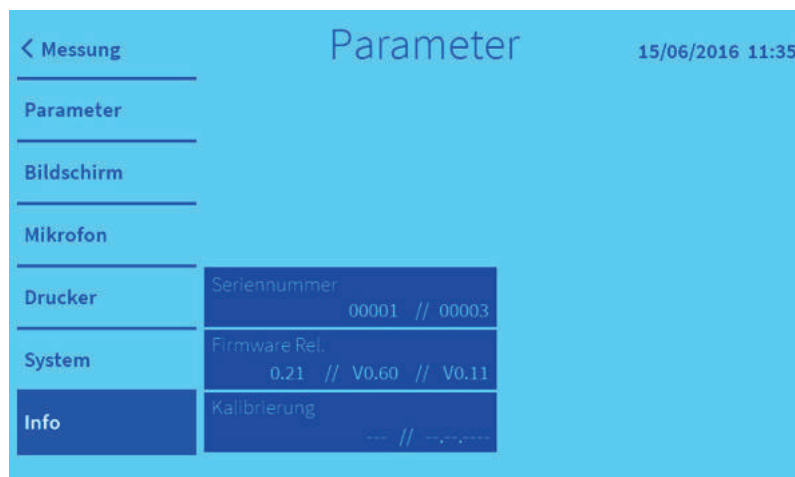 < Messung
Parameter
15/06/2016 11:35
Parameter
Bildschirm
Mikrofon
Drucker
System
Info
Seriennummer
00001 // 00003
Firmware Rel.
0.21 // V0.60 // V0.11
Kalibrierung
--- // --.--.----